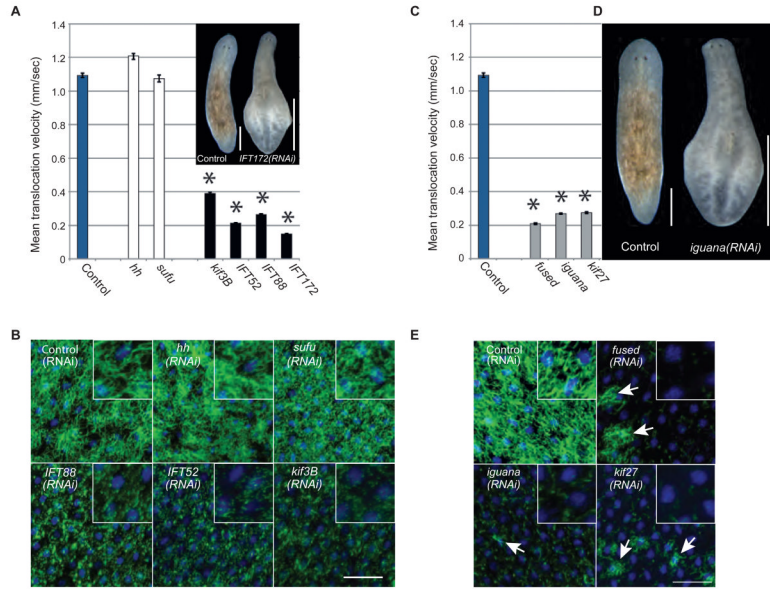 A
Mean translocation velocity (mm/sec)
1.4
1.2
1.0
0.8
0.6
0.4
0.2
0
Control
hh
sufu
kif3B
IFT52
IFT88
IFT172
*
*
*
*
Control
IFT172(RNAi)
C
Mean translocation velocity (mm/sec)
1.4
1.2
1.0
0.8
0.6
0.4
0.2
0
Control
fused
iguana
kif27
*
*
*
D
Control
iguana(RNAi)
B
Control
(RNAi)
hh
(RNAi)
sufu
(RNAi)
IFT88
(RNAi)
IFT52
(RNAi)
kif3B
(RNAi)
E
Control
(RNAi)
fused
(RNAi)
iguana
(RNAi)
kif27
(RNAi)